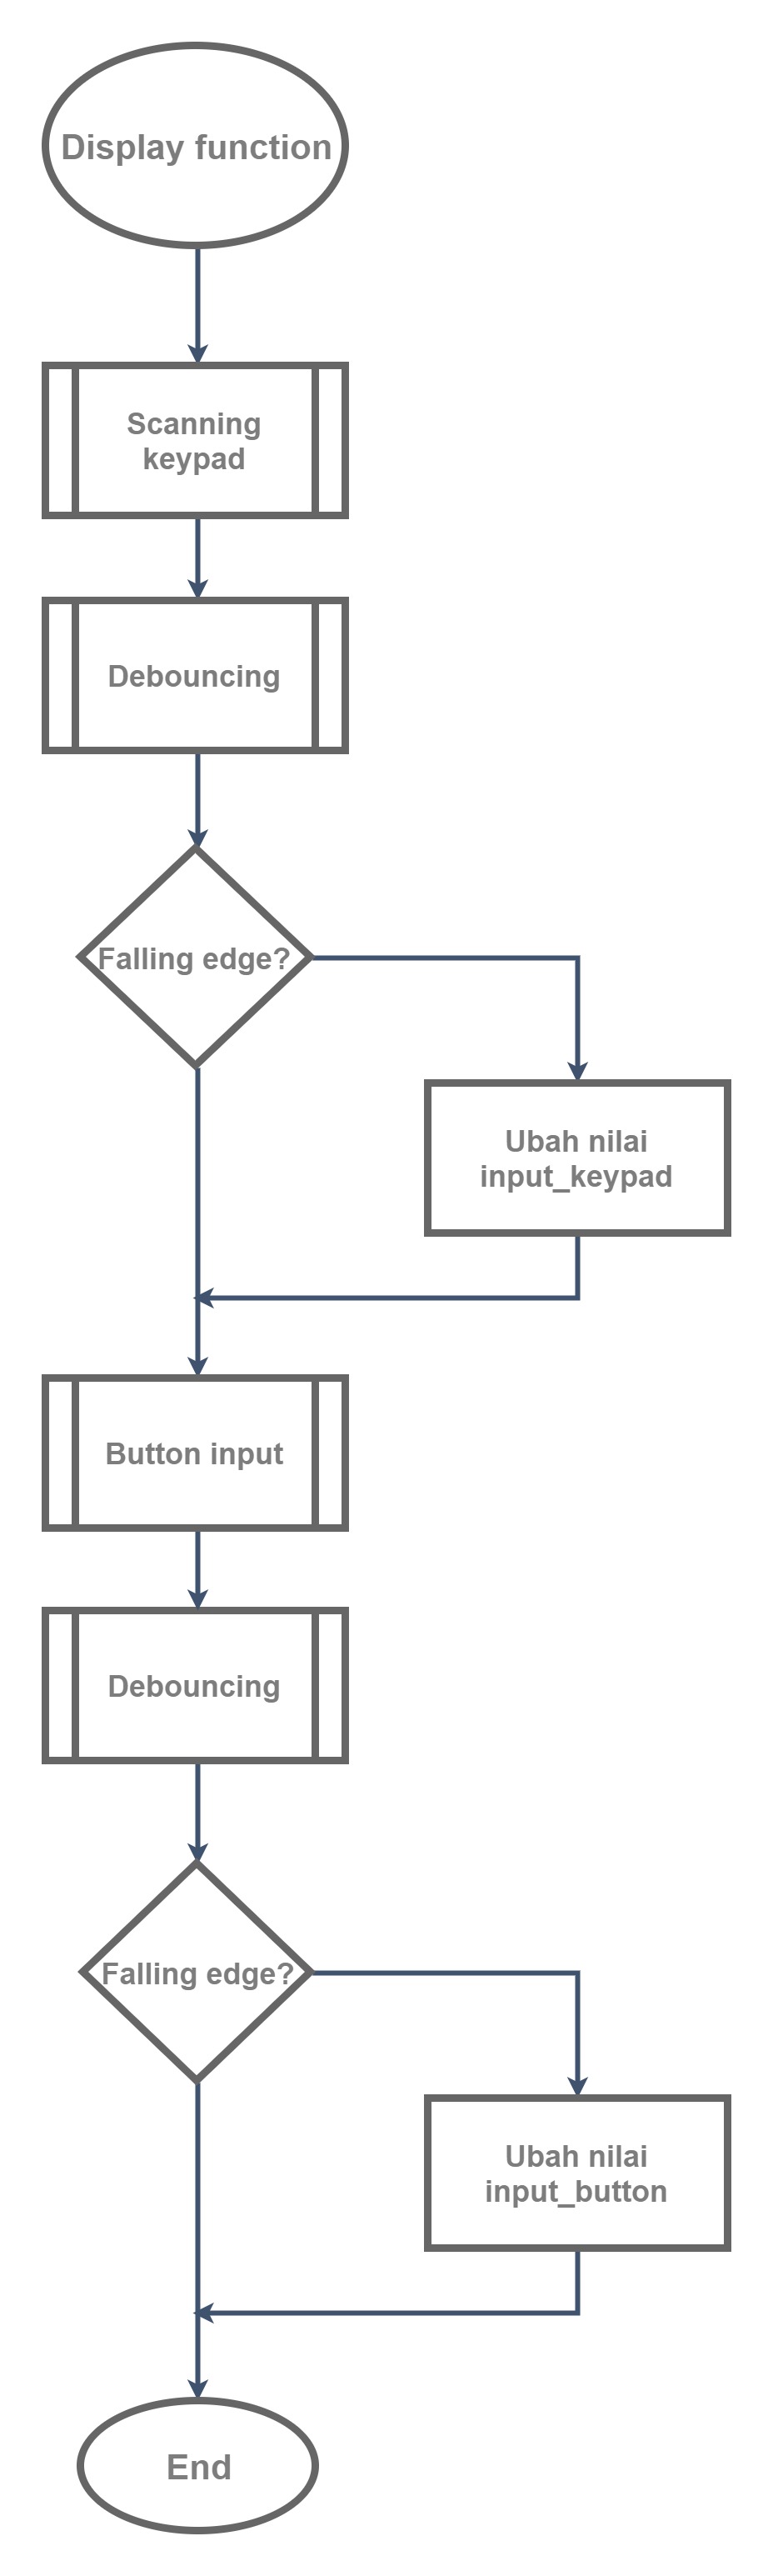 Display function
Scanning
keypad
Debouncing
Falling edge?
Ubah nilai
input_keypad
Button input
Debouncing
Falling edge?
Ubah nilai
input_button
End